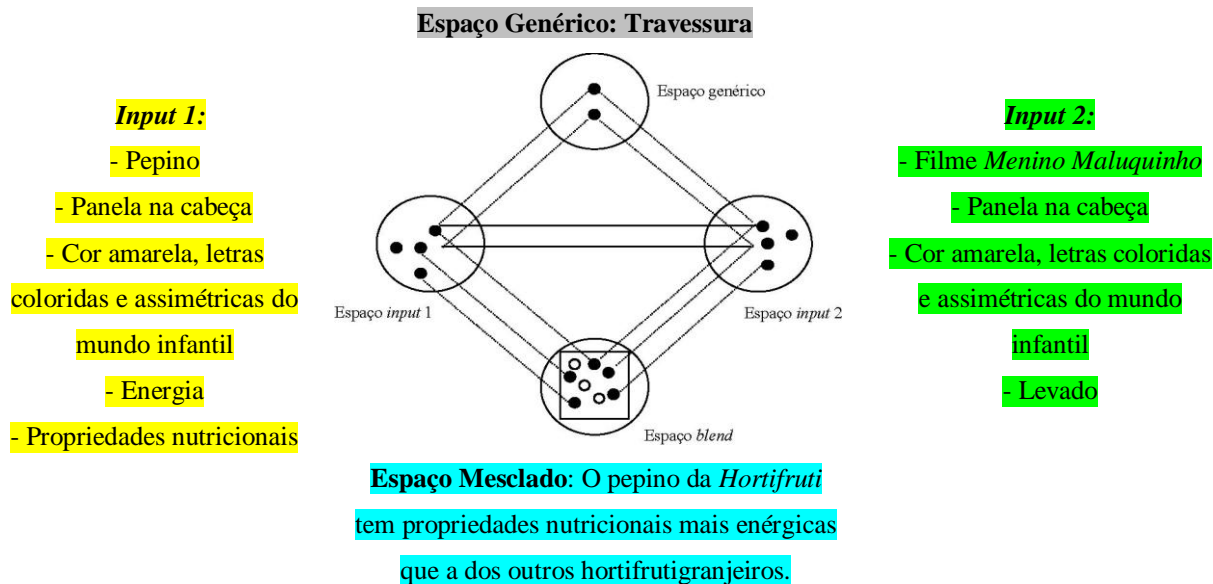 Espaço Genérico: Travessura
Espaço genérico
Input 1:
- Pepino
- Panela na cabeça
- Cor amarela, letras
coloridas e assimétricas do
mundo infantil
- Energia
- Propriedades nutricionais
Espaço input 1
Input 2:
- Filme Menino Maluquinho
- Panela na cabeça
- Cor amarela, letras coloridas
e assimétricas do mundo
infantil
- Levado
Espaço input 2
Espaço blend
Espaço Mesclado: O pepino da Hortifruti
tem propriedades nutricionais mais enérgicas
que a dos outros hortifrutigranjeiros.